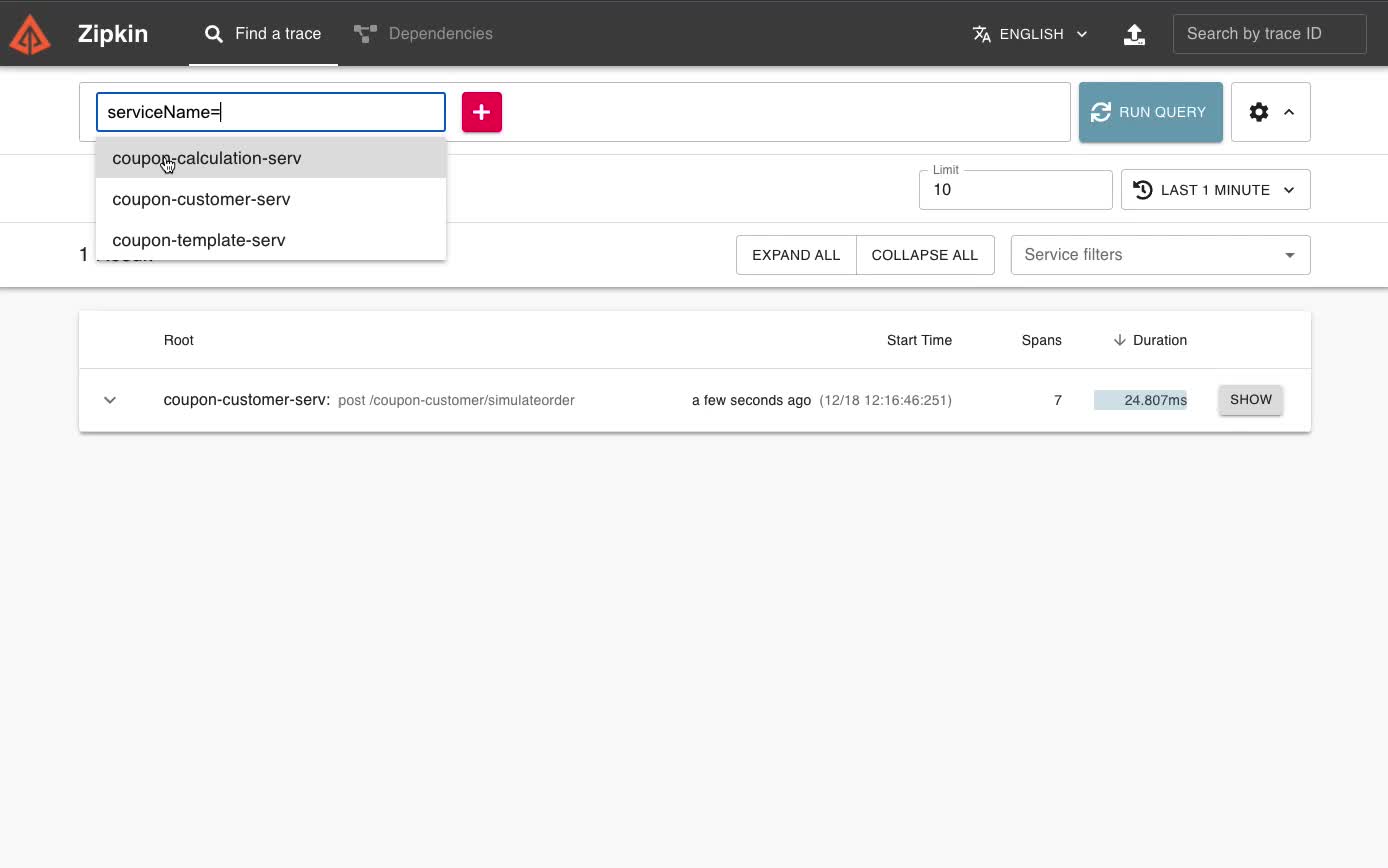 Zipkin
Find a trace
Dependencies
ENGLISH
Search by trace ID
serviceName=
RUN QUERY
coupon-calculation-serv
coupon-customer-serv
coupon-template-serv
Limit
10
LAST 1 MINUTE
1
EXPAND ALL
COLLAPSE ALL
Service filters
Root
Start Time
Spans
Duration
coupon-customer-serv: post /coupon-customer/simulateorder
a few seconds ago (12/18 12:16:46:251)
7
24.807ms
SHOW